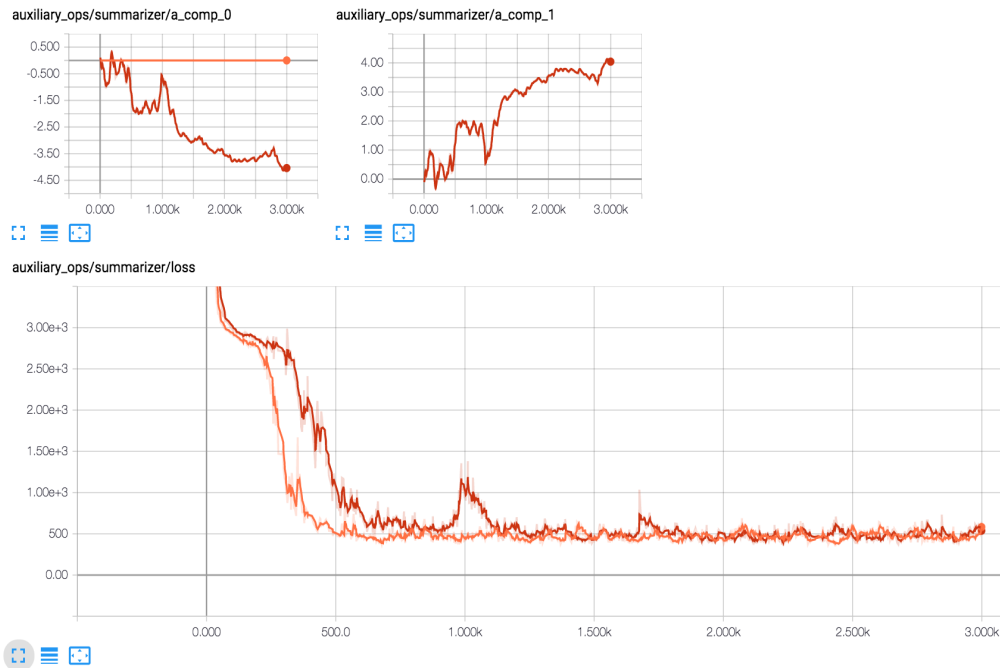 auxiliary_ops/summarizer/a_comp_0 auxiliary_ops/summarizer/a_comp_1
0.500
-0.500
-1.50
-2.50
-3.50
-4.50
0.000 1.000k 2.000k 3.000k
4.00
3.00
2.00
1.00
0.00
0.000 1.000k 2.000k 3.000k
auxiliary_ops/summarizer/loss
3.00e+3
2.50e+3
2.00e+3
1.50e+3
1.00e+3
500
0.00
0.000 500.0 1.000k 1.500k 2.000k 2.500k 3.000k